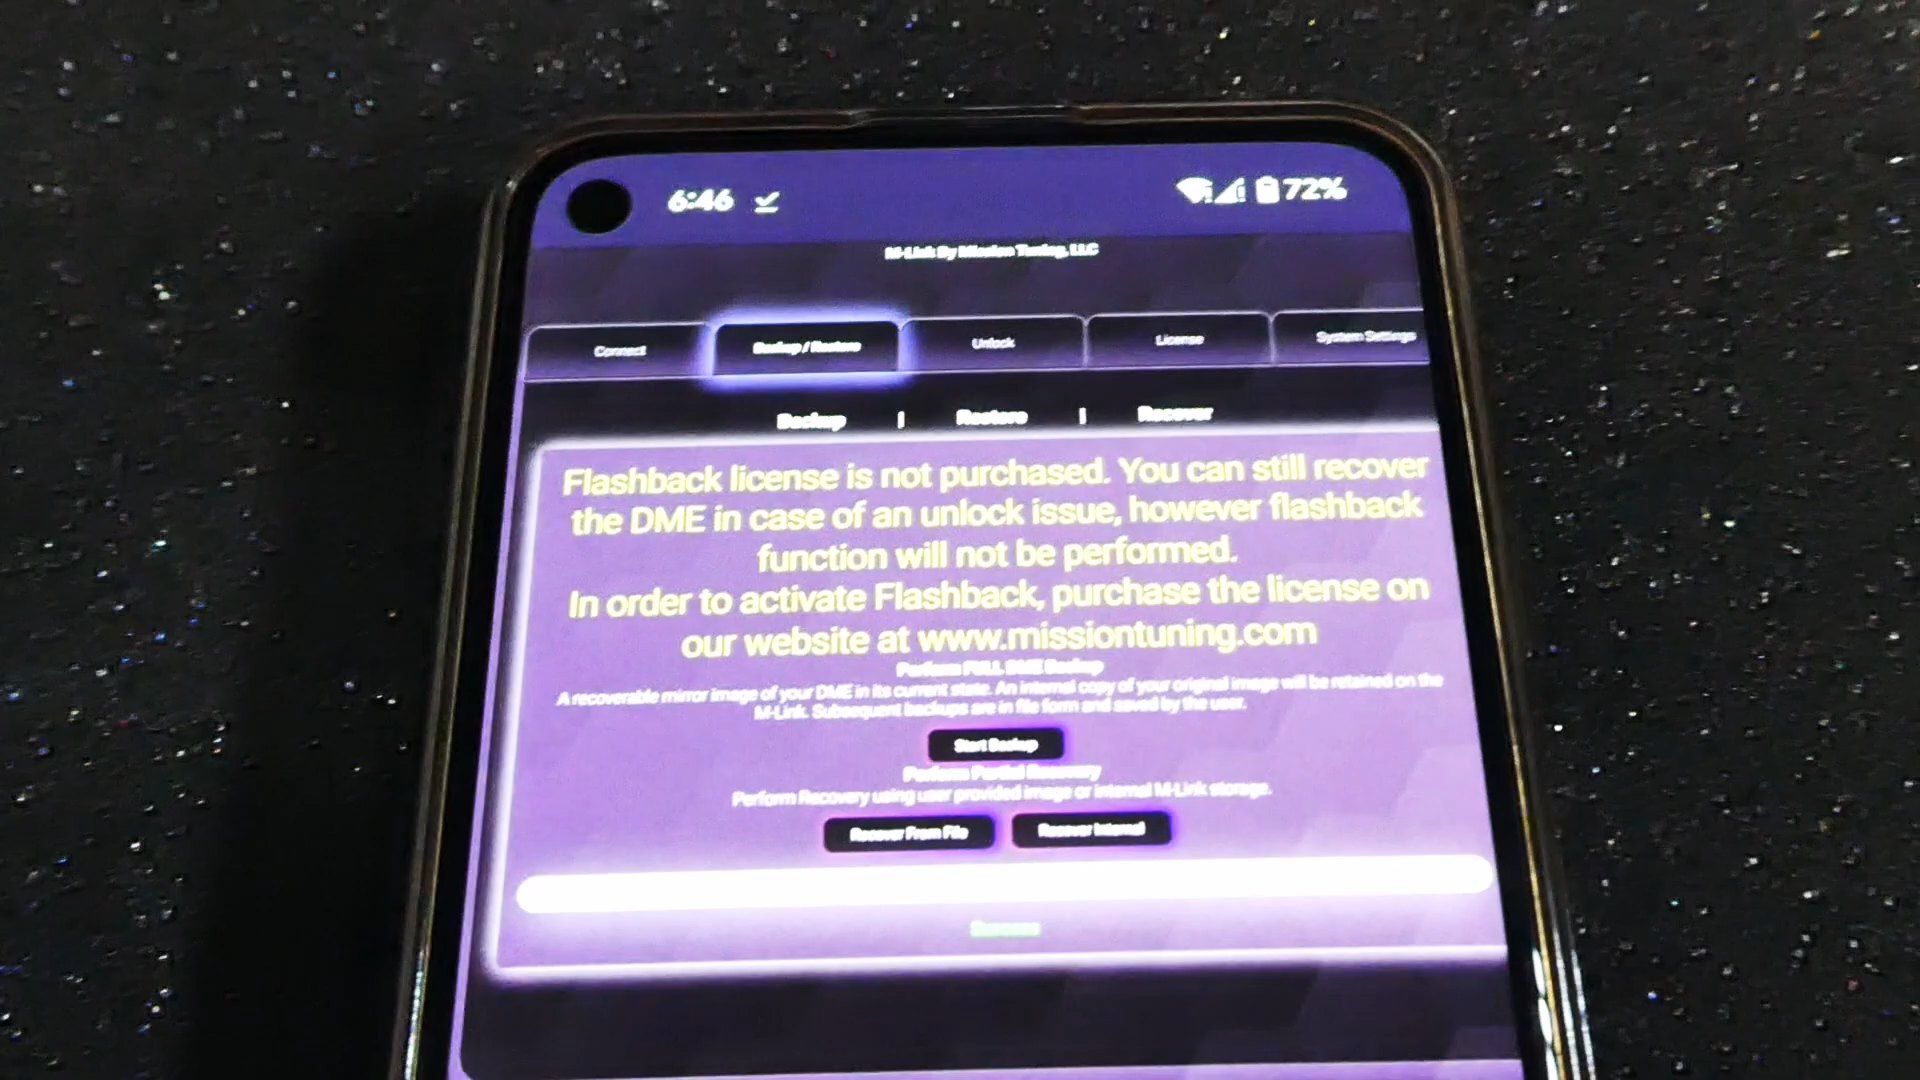 6:46 72%
M-Link By Mission Tuning, LLC
Connect Backup / Restore Unlock License System Settings
Backup | Restore | Recover
Flashback license is not purchased. You can still recover
the DME in case of an unlock issue, however flashback
function will not be performed.
In order to activate Flashback, purchase the license on
our website at www.missiontuning.com
Perform FULL DME Backup
A recoverable mirror image of your DME in its current state. An internal copy of your original image will be retained on the
M-Link. Subsequent backups are in file form and saved by the user.
Start Backup
Perform Partial Recovery
Perform Recovery using user provided image or internal M-Link storage.
Recover From File Recover Internal
Success